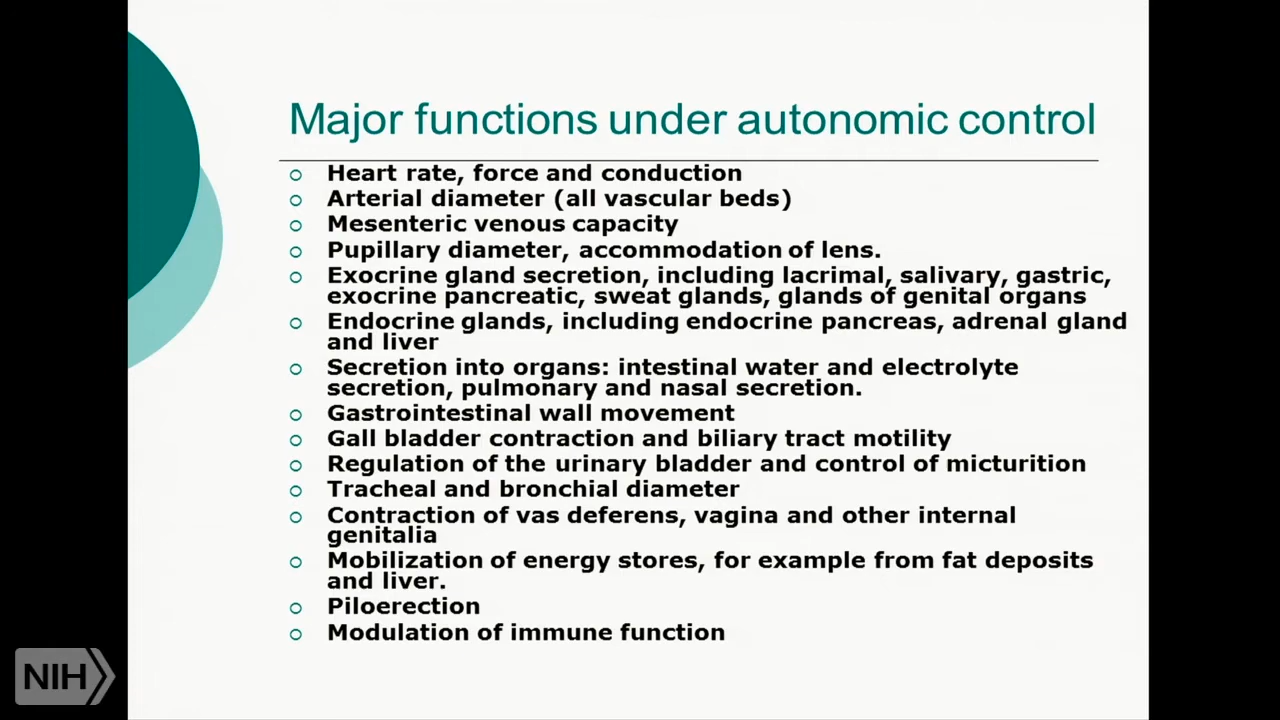 Major functions under autonomic control
Heart rate, force and conduction
Arterial diameter (all vascular beds)
Mesenteric venous capacity
Pupillary diameter, accommodation of lens.
Exocrine gland secretion, including lacrimal, salivary, gastric,
exocrine pancreatic, sweat glands, glands of genital organs
Endocrine glands, including endocrine pancreas, adrenal gland
and liver
Secretion into organs: intestinal water and electrolyte
secretion, pulmonary and nasal secretion.
Gastrointestinal wall movement
Gall bladder contraction and biliary tract motility
Regulation of the urinary bladder and control of micturition
Tracheal and bronchial diameter
Contraction of vas deferens, vagina and other internal
genitalia
Mobilization of energy stores, for example from fat deposits
and liver.
Piloerection
Modulation of immune function
NIH